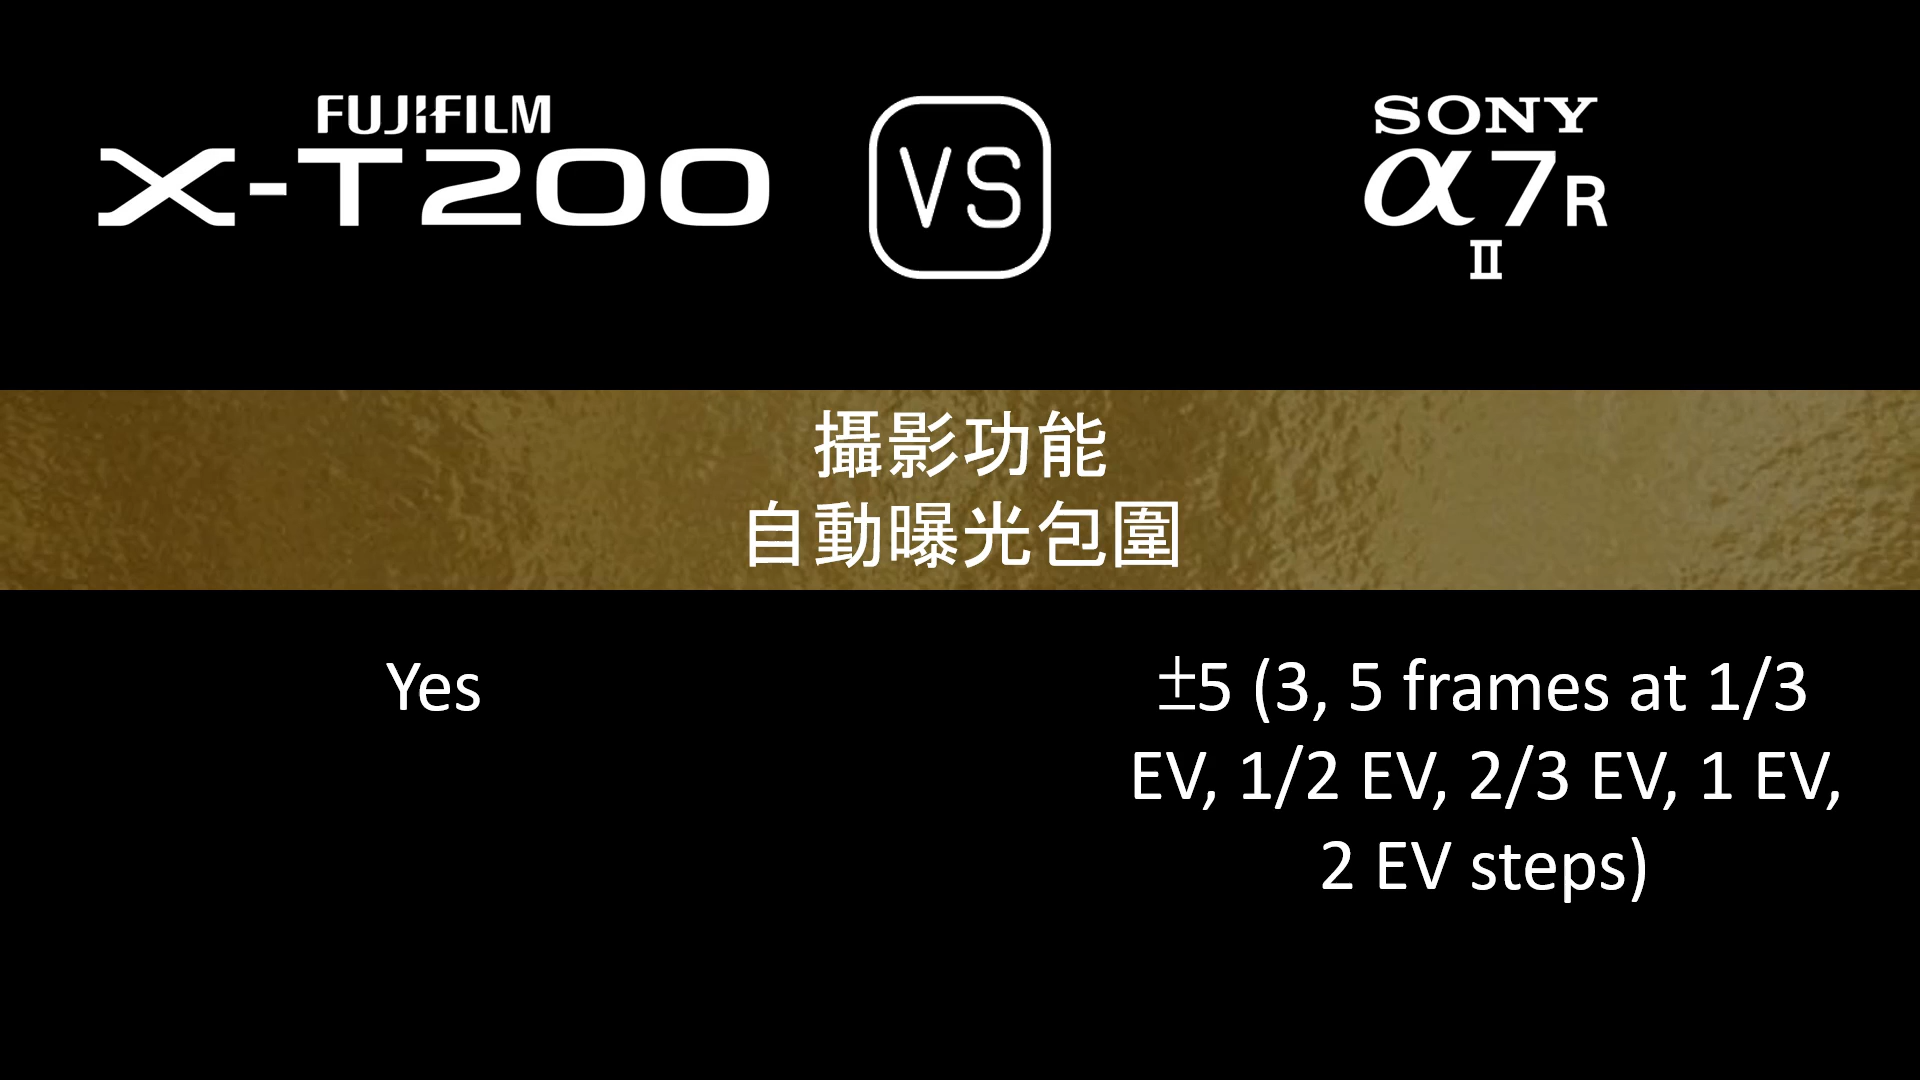 FUJIFILM
X-T200
VS
SONY
α7R
II
攝影功能
自動曝光包圍
Yes
±5 (3, 5 frames at 1/3
EV, 1/2 EV, 2/3 EV, 1 EV,
2 EV steps)